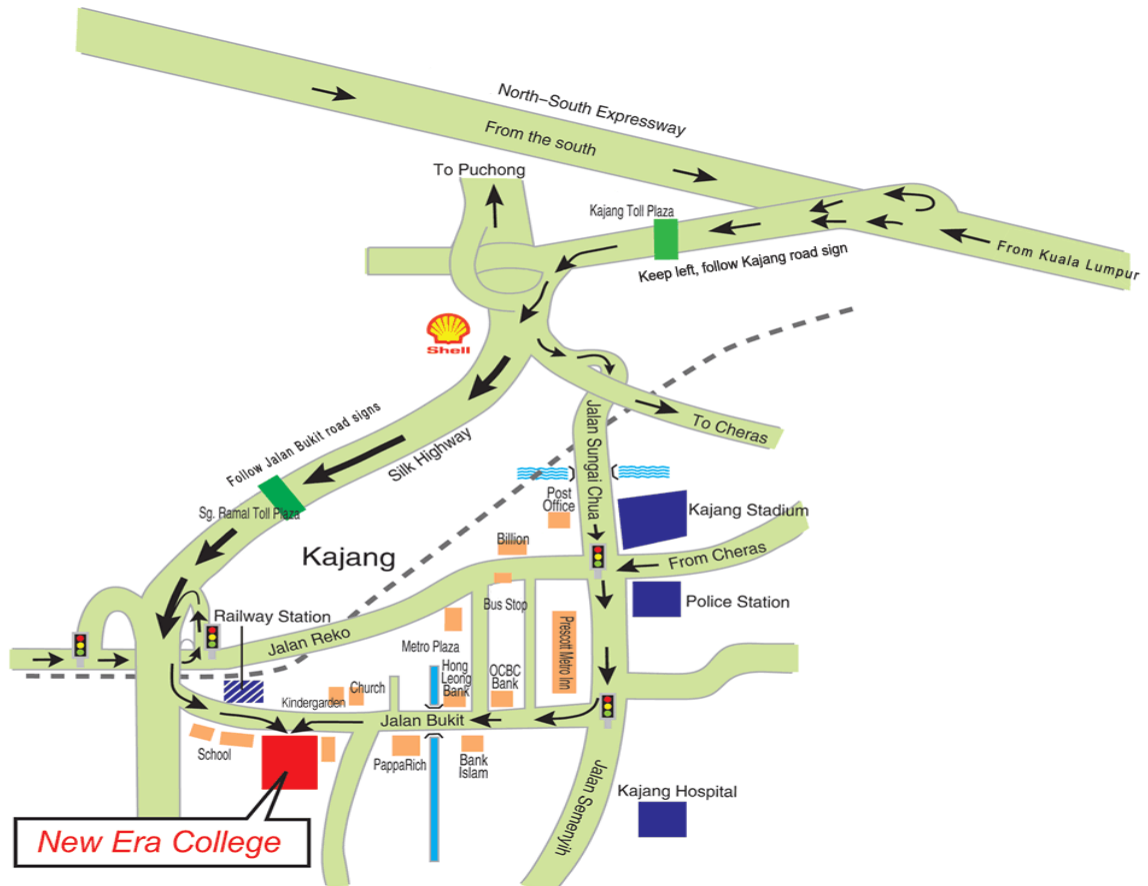 North-South Expressway
From the south
To Puchong
Kajang Toll Plaza
From Kuala Lumpur
Keep left, follow Kajang road sign
Shell
Follow Jalan Bukit road signs
Silk Highway
To Cheras
Jalan Sungai Chua
Sg. Ramal Toll Plaza
Post
Office
Kajang Stadium
Kajang
Billion
From Cheras
Bus Stop
Police Station
Railway Station
Jalan Reko
Metro Plaza
Prescott Metro Inn
Hong
Leong
Bank
OCBC
Bank
Kindergarden
Church
Jalan Bukit
School
PappaRich
Bank
Islam
Jalan Semenyih
Kajang Hospital
New Era College